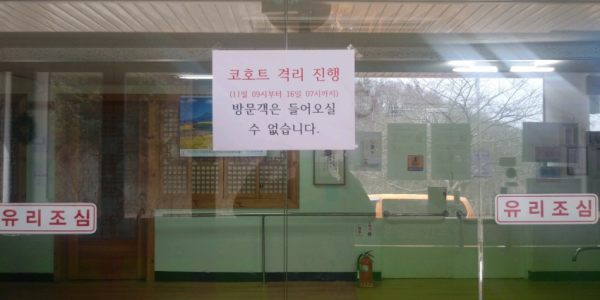 코호트 격리 진행
(11일 09시부터 16일 07시까지)
방문객은 들어오실
수 없습니다.
유리조심
유리조심